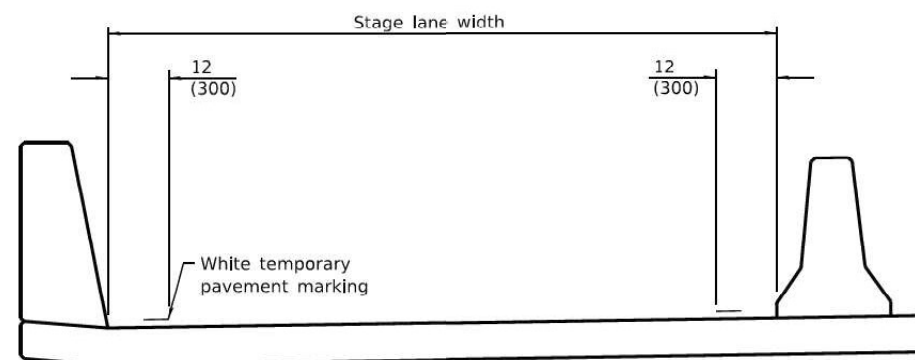 Stage lane width
12
(300)
12
(300)
White temporary
pavement marking